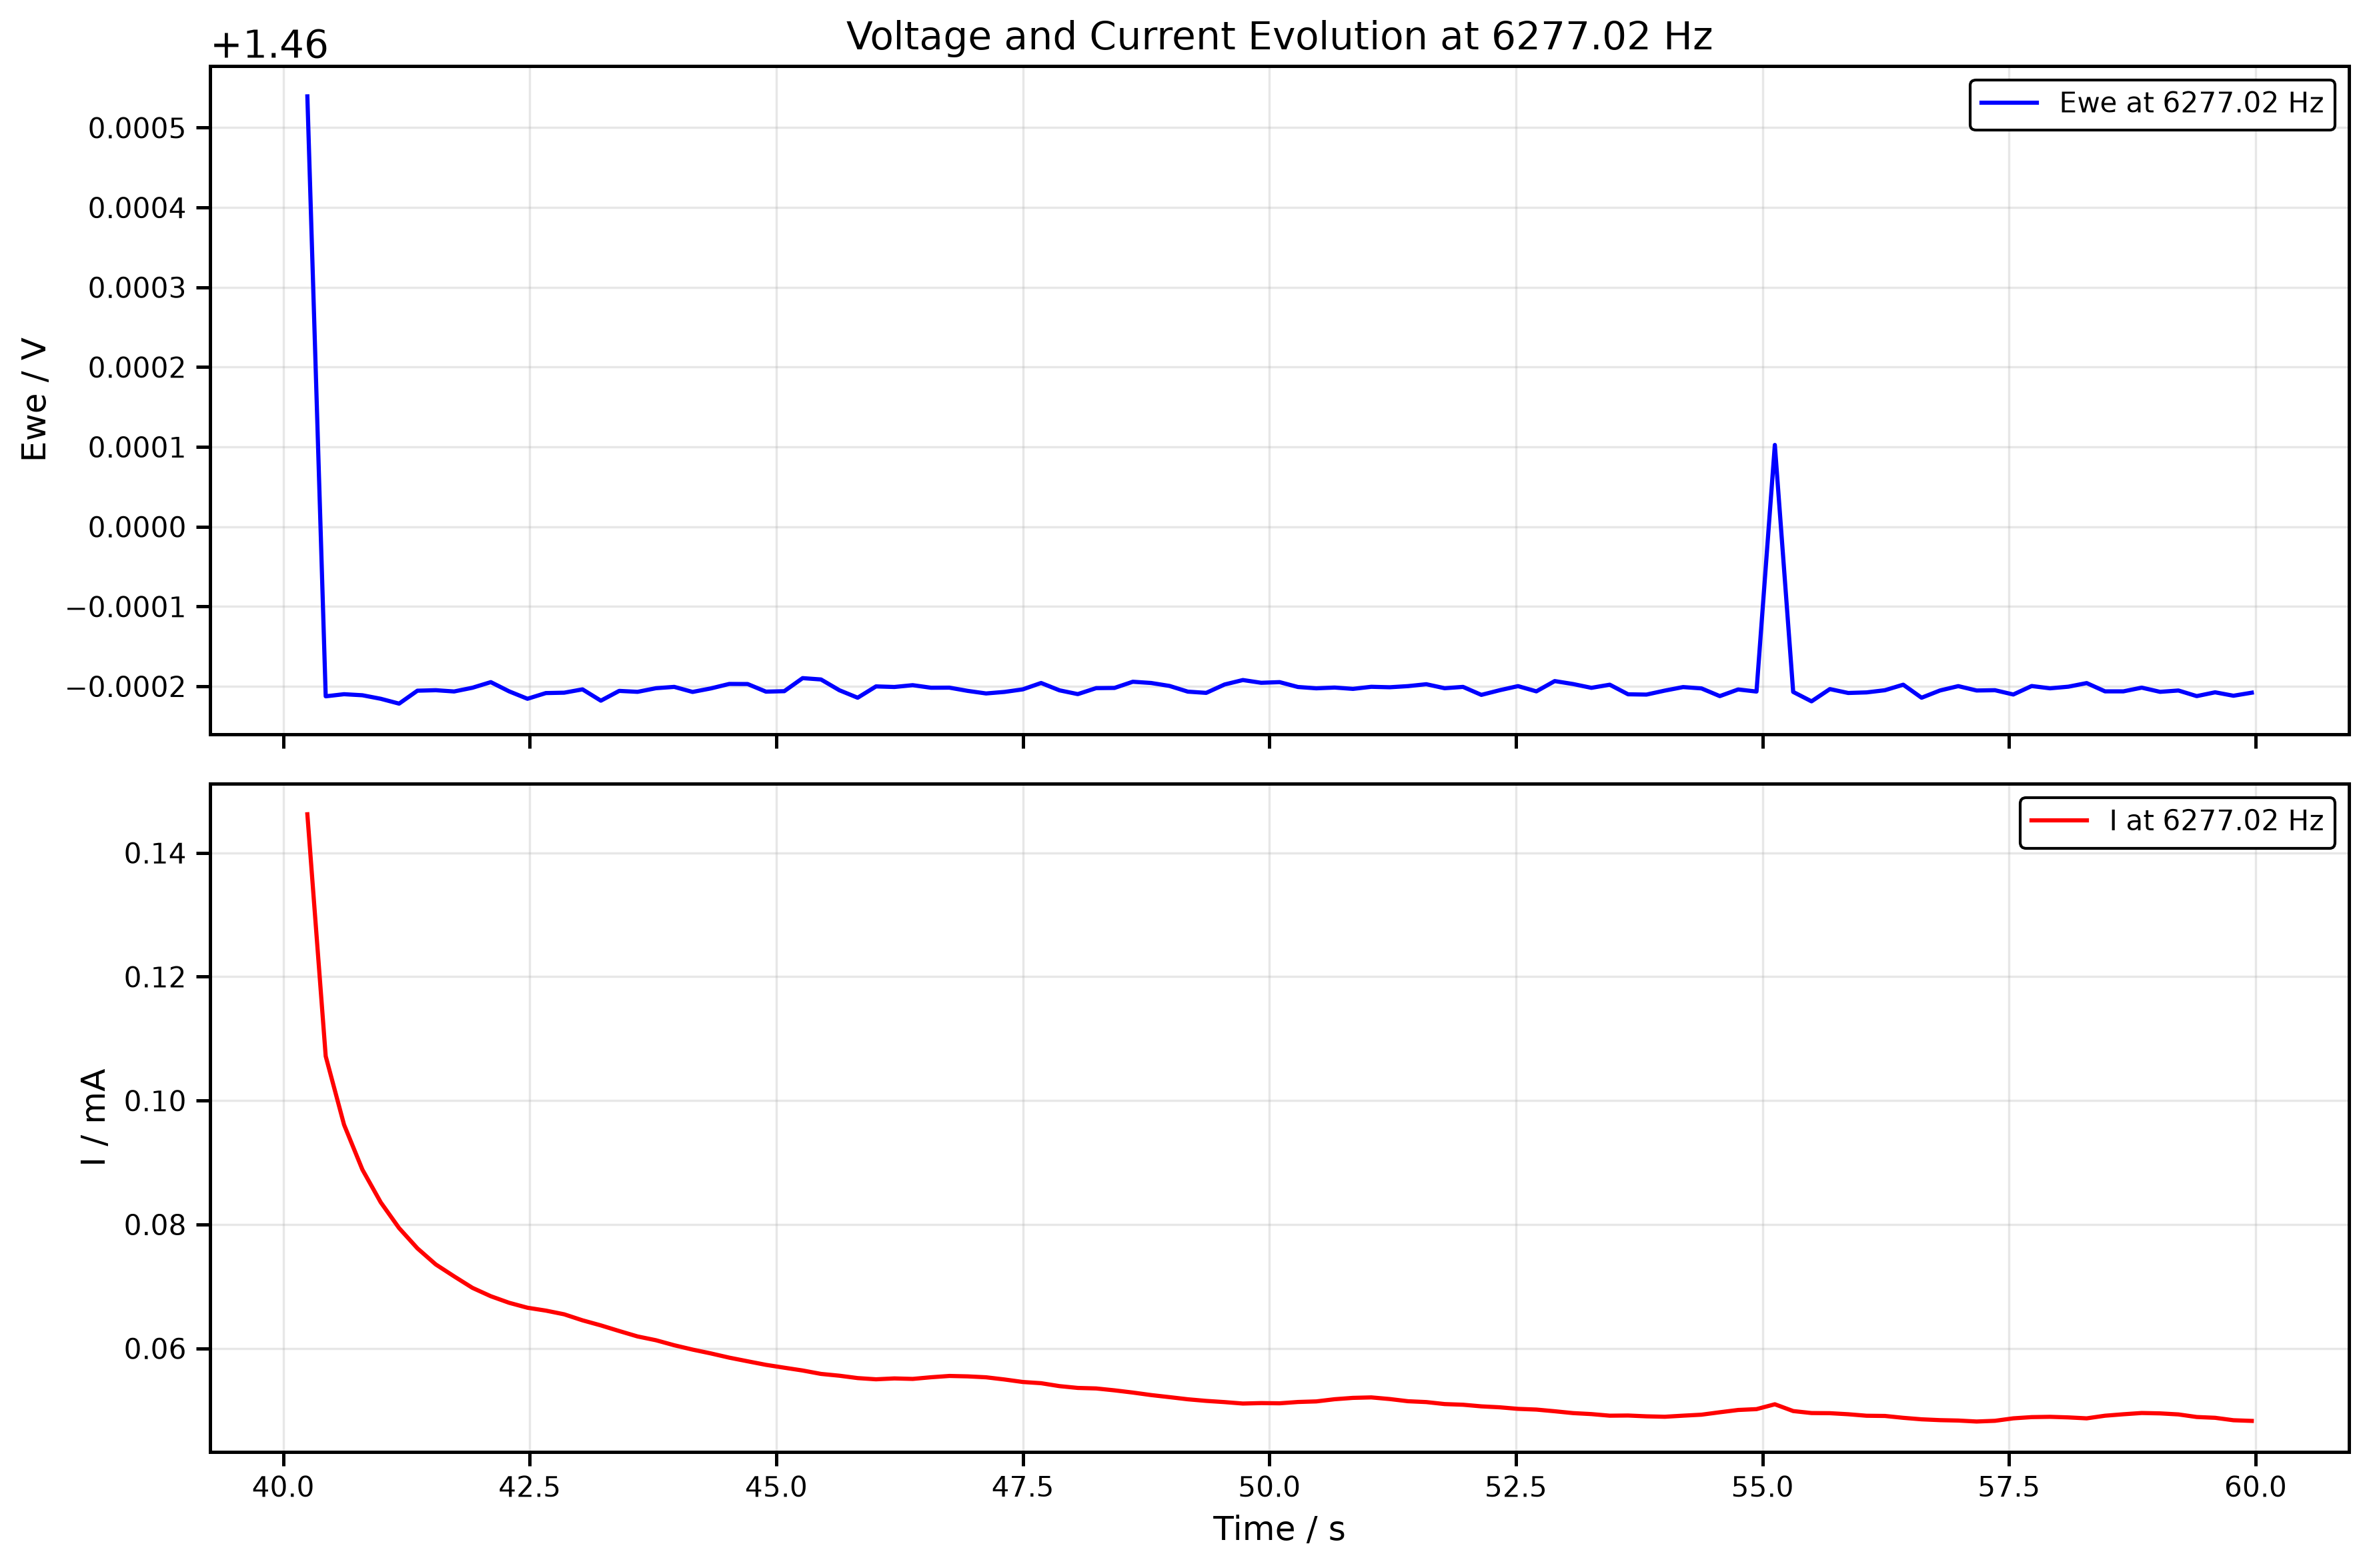 Voltage and Current Evolution at 6277.02 Hz
+1.46
Ewe at 6277.02 Hz
0.0005
0.0004
0.0003
0.0002
0.0001
0.0000
−0.0001
−0.0002
Ewe / V
I at 6277.02 Hz
0.14
0.12
0.10
0.08
0.06
I / mA
40.0 42.5 45.0 47.5 50.0 52.5 55.0 57.5 60.0
Time / s